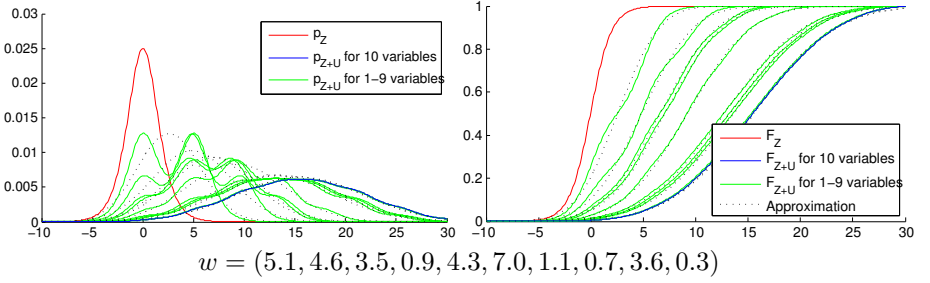 0.03
0.025
0.02
0.015
0.01
0.005
0
-10 -5 0 5 10 15 20 25 30
p_Z
p_{Z+U} for 10 variables
p_{Z+U} for 1-9 variables
1
0.8
0.6
0.4
0.2
0
-10 -5 0 5 10 15 20 25 30
F_Z
F_{Z+U} for 10 variables
F_{Z+U} for 1-9 variables
Approximation
w = (5.1, 4.6, 3.5, 0.9, 4.3, 7.0, 1.1, 0.7, 3.6, 0.3)